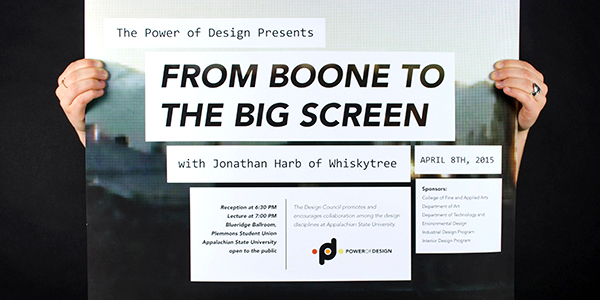 The Power of Design Presents
FROM BOONE TO
THE BIG SCREEN
with Jonathan Harb of Whiskytree
APRIL 8TH, 2015
Reception at 6:30 PM
Lecture at 7:00 PM
Blueridge Ballroom,
Plemmons Student Union
Appalachian State University
open to the public
The Design Council promotes and
encourages collaboration among the design
disciplines at Appalachian State University.
POWER OF DESIGN
Sponsors:
College of Fine and Applied Arts
Department of Art
Department of Technology and
Environmental Design
Industrial Design Program
Interior Design Program